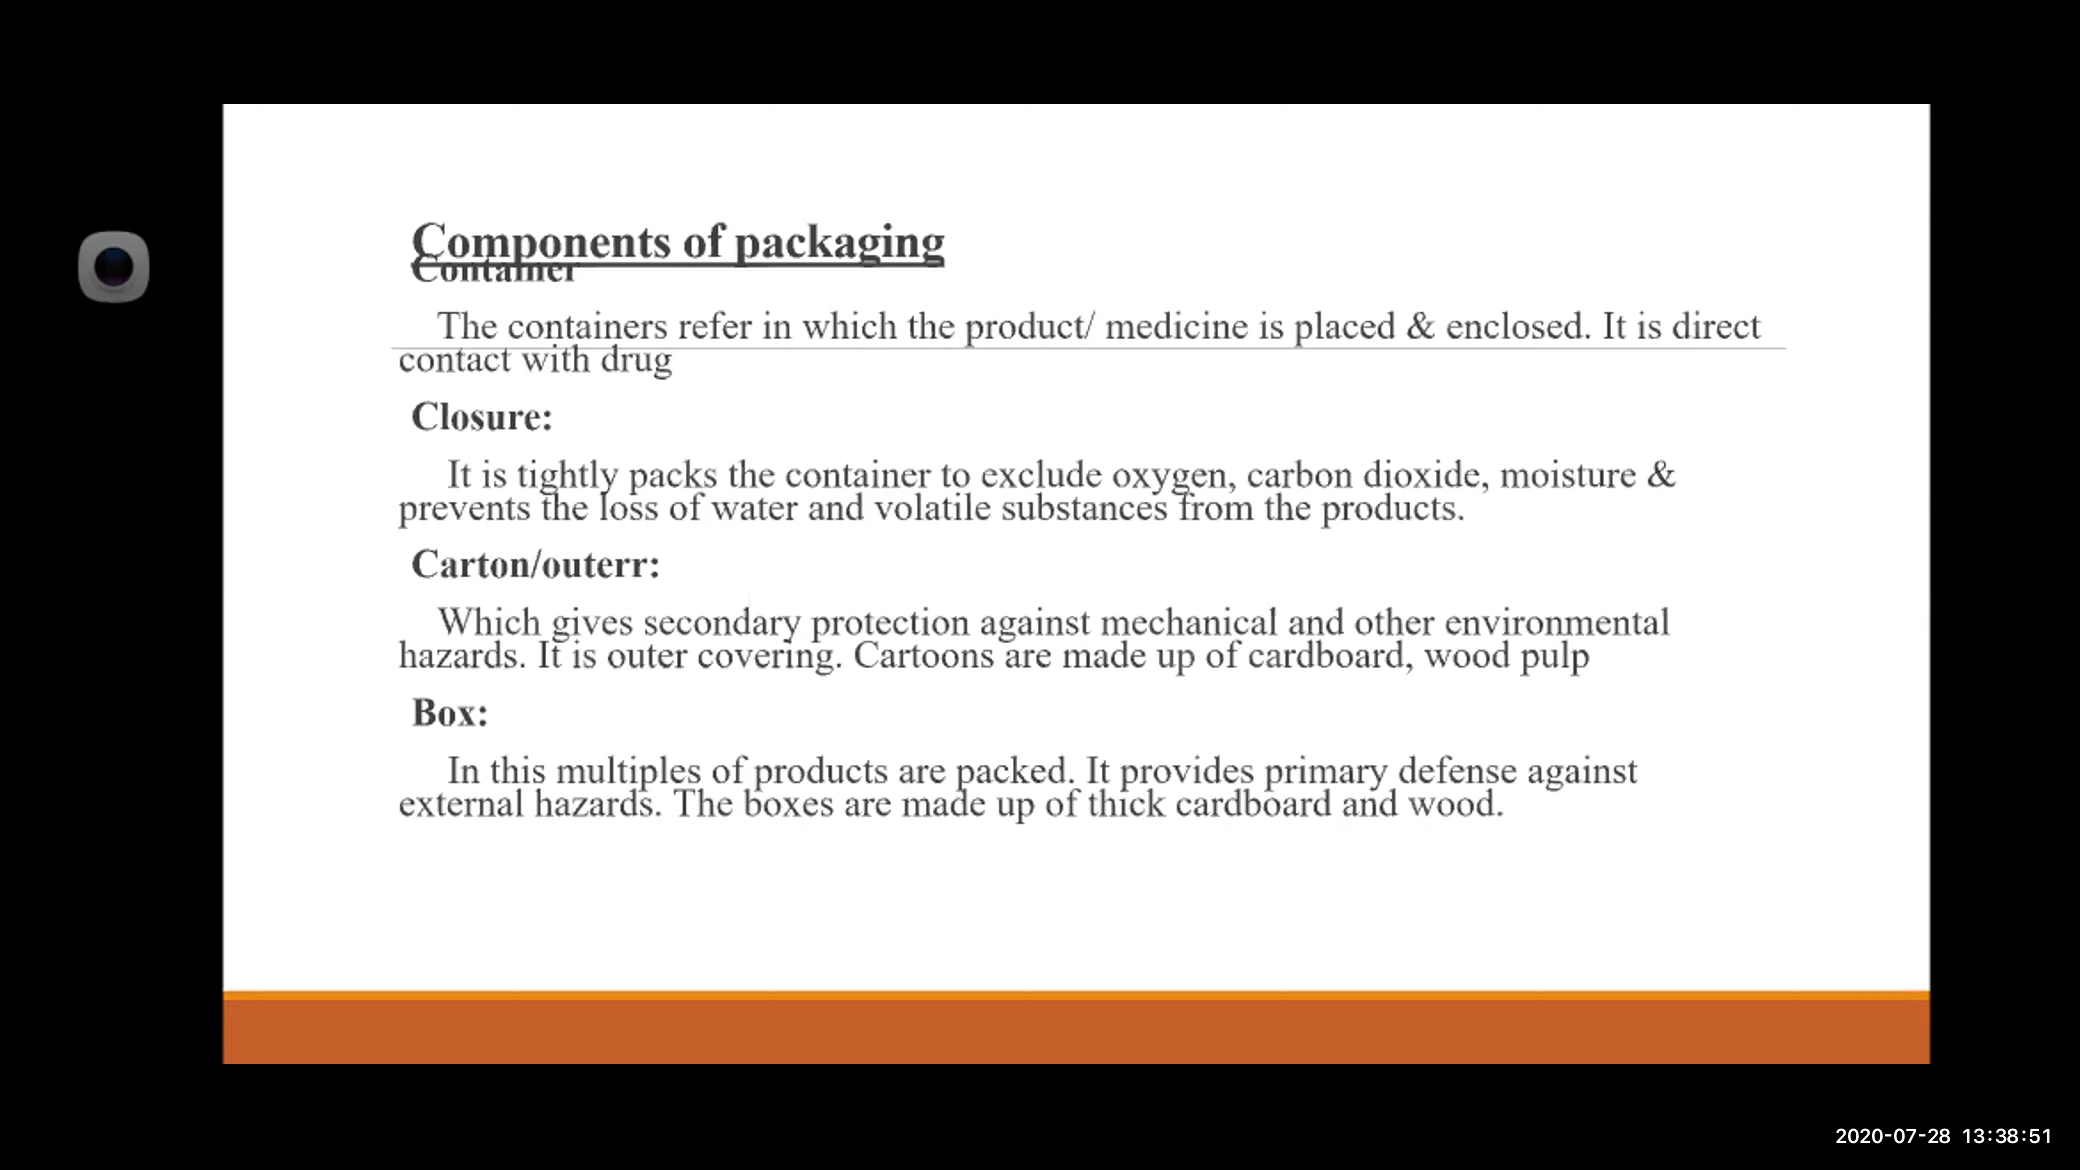 Components of packaging
Container
The containers refer in which the product/ medicine is placed & enclosed. It is direct
contact with drug
Closure:
It is tightly packs the container to exclude oxygen, carbon dioxide, moisture &
prevents the loss of water and volatile substances from the products.
Carton/outerr:
Which gives secondary protection against mechanical and other environmental
hazards. It is outer covering. Cartoons are made up of cardboard, wood pulp
Box:
In this multiples of products are packed. It provides primary defense against
external hazards. The boxes are made up of thick cardboard and wood.
2020-07-28 13:38:51